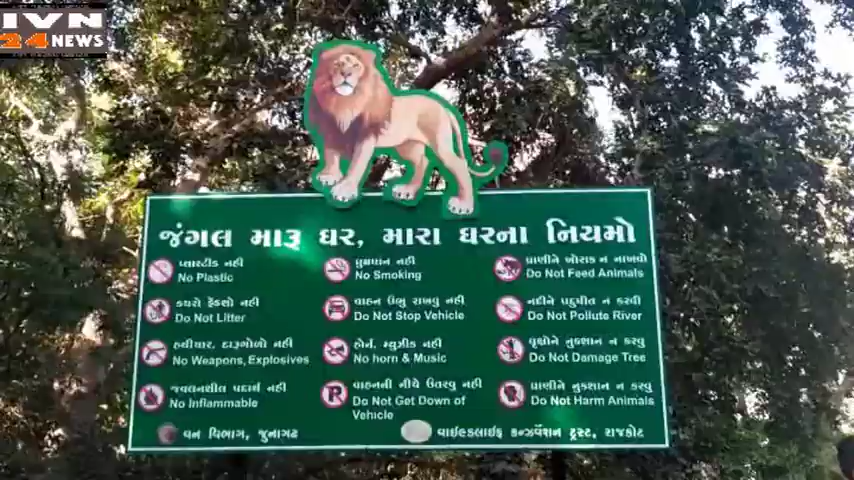 IVN
24 NEWS
જંગલ મારૂ ઘર, મારા ઘરના નિયમો
પ્લાસ્ટીક નહી
No Plastic
કચરો ફેંકશો નહી
Do Not Litter
હથીયાર, દારૂગોળો નહી
No Weapons, Explosives
જવલનશીલ પદાર્થ નહી
No Inflammable
ધુમ્રપાન નહી
No Smoking
વાહન ઉભુ રાખવુ નહી
Do Not Stop Vehicle
હોર્ન, મ્યુઝીક નહી
No horn & Music
વાહનની નીચે ઉતરવુ નહી
Do Not Get Down of
Vehicle
પ્રાણીને ખોરાક ન નાખવો
Do Not Feed Animals
નદીને પદુષીત ન કરવી
Do Not Pollute River
વૃક્ષોને નુકશાન ન કરવુ
Do Not Damage Tree
પ્રાણીને નુકશાન ન કરવુ
Do Not Harm Animals
વન વિભાગ, જુનાગઢ
વાઈલ્ડલાઈફ કન્ઝર્વેશન ટ્રસ્ટ, રાજકોટ